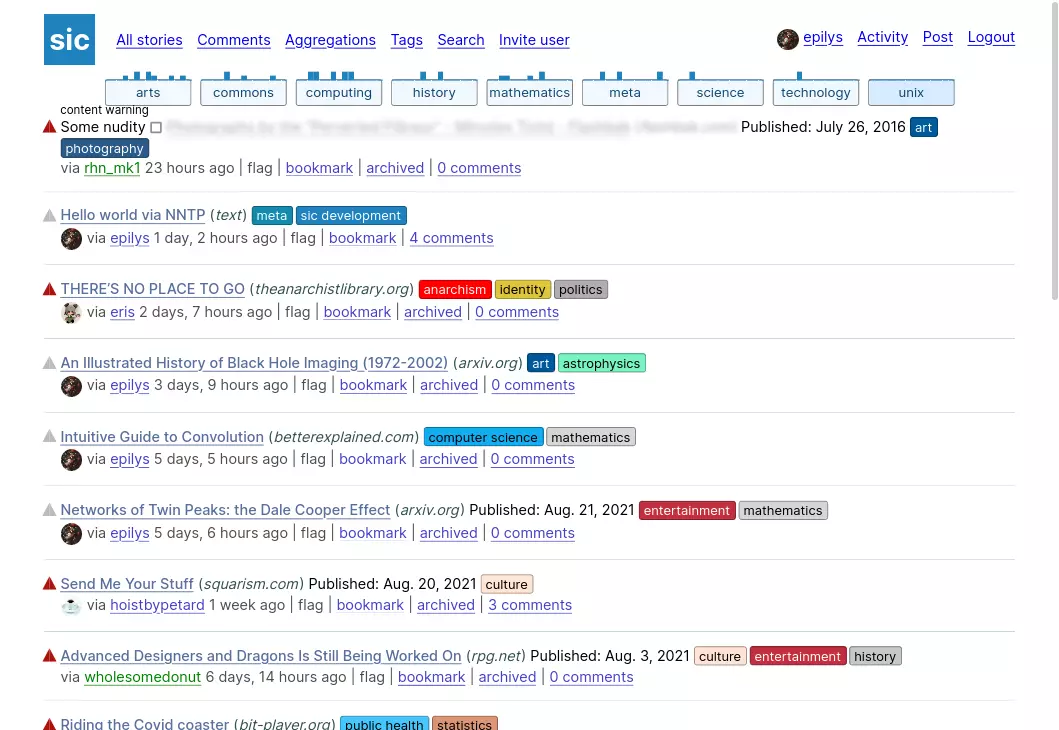 sic All stories Comments Aggregations Tags Search Invite user epilys Activity Post Logout
arts commons computing history mathematics meta science technology unix
content warning
Some nudity Published: July 26, 2016 art
photography
via rhn_mk1 23 hours ago | flag | bookmark | archived | 0 comments
Hello world via NNTP (text) meta sic development
via epilys 1 day, 2 hours ago | flag | bookmark | 4 comments
THERE'S NO PLACE TO GO (theanarchistlibrary.org) anarchism identity politics
via eris 2 days, 7 hours ago | flag | bookmark | archived | 0 comments
An Illustrated History of Black Hole Imaging (1972-2002) (arxiv.org) art astrophysics
via epilys 3 days, 9 hours ago | flag | bookmark | archived | 0 comments
Intuitive Guide to Convolution (betterexplained.com) computer science mathematics
via epilys 5 days, 5 hours ago | flag | bookmark | archived | 0 comments
Networks of Twin Peaks: the Dale Cooper Effect (arxiv.org) Published: Aug. 21, 2021 entertainment mathematics
via epilys 5 days, 6 hours ago | flag | bookmark | archived | 0 comments
Send Me Your Stuff (squarism.com) Published: Aug. 20, 2021 culture
via hoistbypetard 1 week ago | flag | bookmark | archived | 3 comments
Advanced Designers and Dragons Is Still Being Worked On (rpg.net) Published: Aug. 3, 2021 culture entertainment history
via wholesomedonut 6 days, 14 hours ago | flag | bookmark | archived | 0 comments
Riding the Covid coaster (bit-player.org) public health statistics